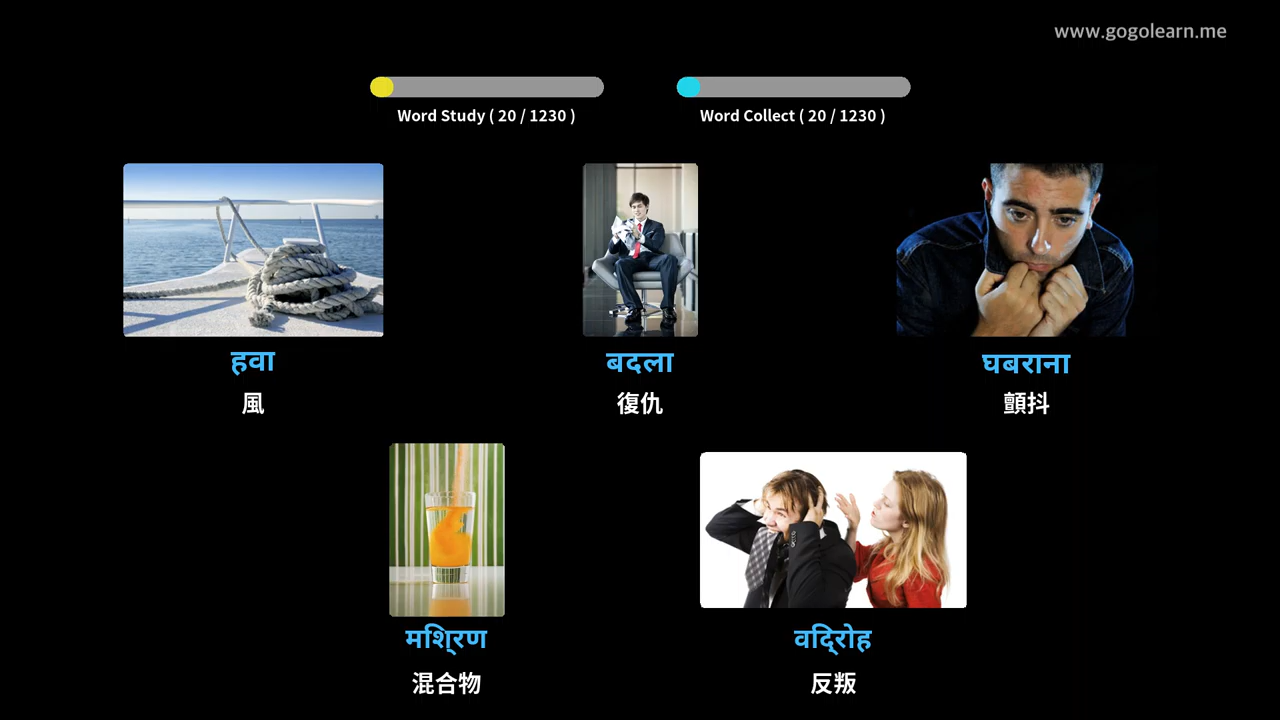 www.gogolearn.me
Word Study ( 20 / 1230 )
Word Collect ( 20 / 1230 )
हवा
風
बदला
復仇
घबराना
顫抖
मशि्रण
混合物
वदि्रोह
反叛